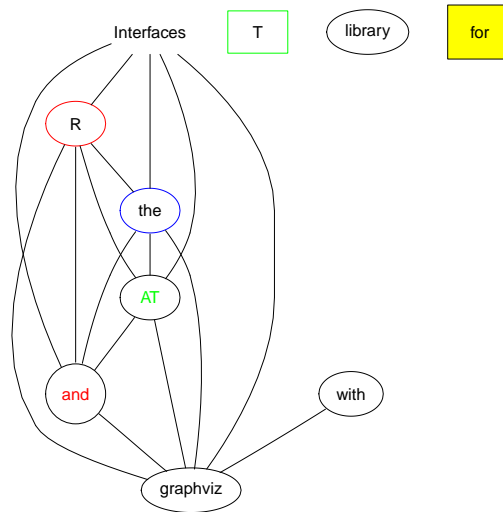 Interfaces
T
library
for
R
the
AT
and
with
graphviz